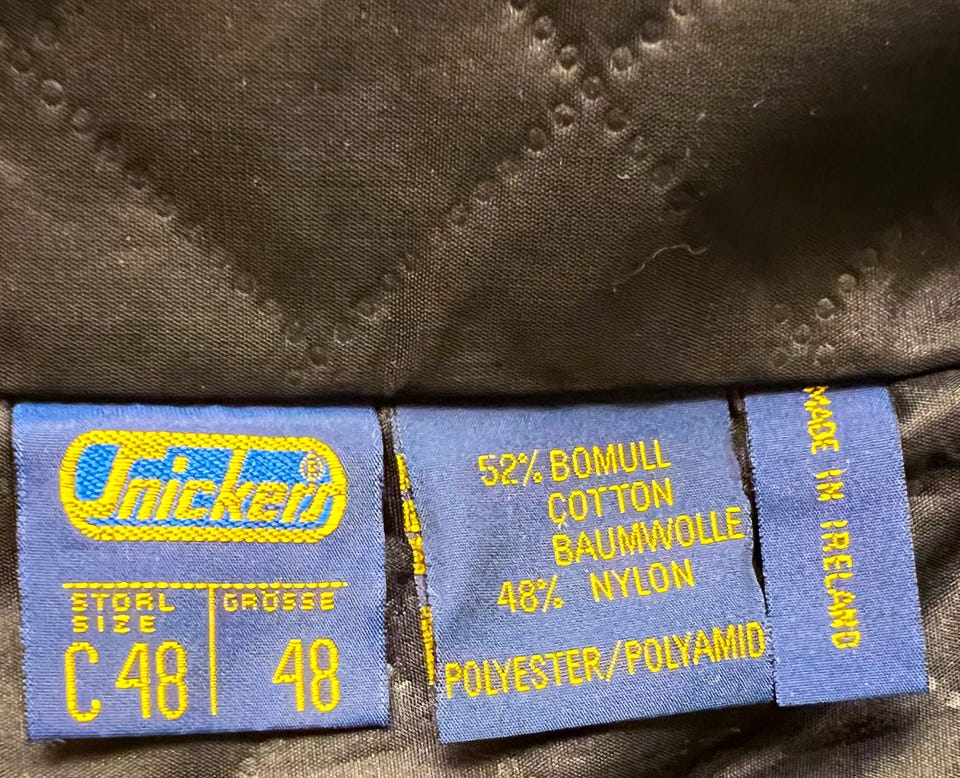 Snickers®
STORL
SIZE
GRÖSSE
C 48
48
52% BOMULL
COTTON
BAUMWOLLE
48% NYLON
POLYESTER/POLYAMID
MADE IN IRELAND